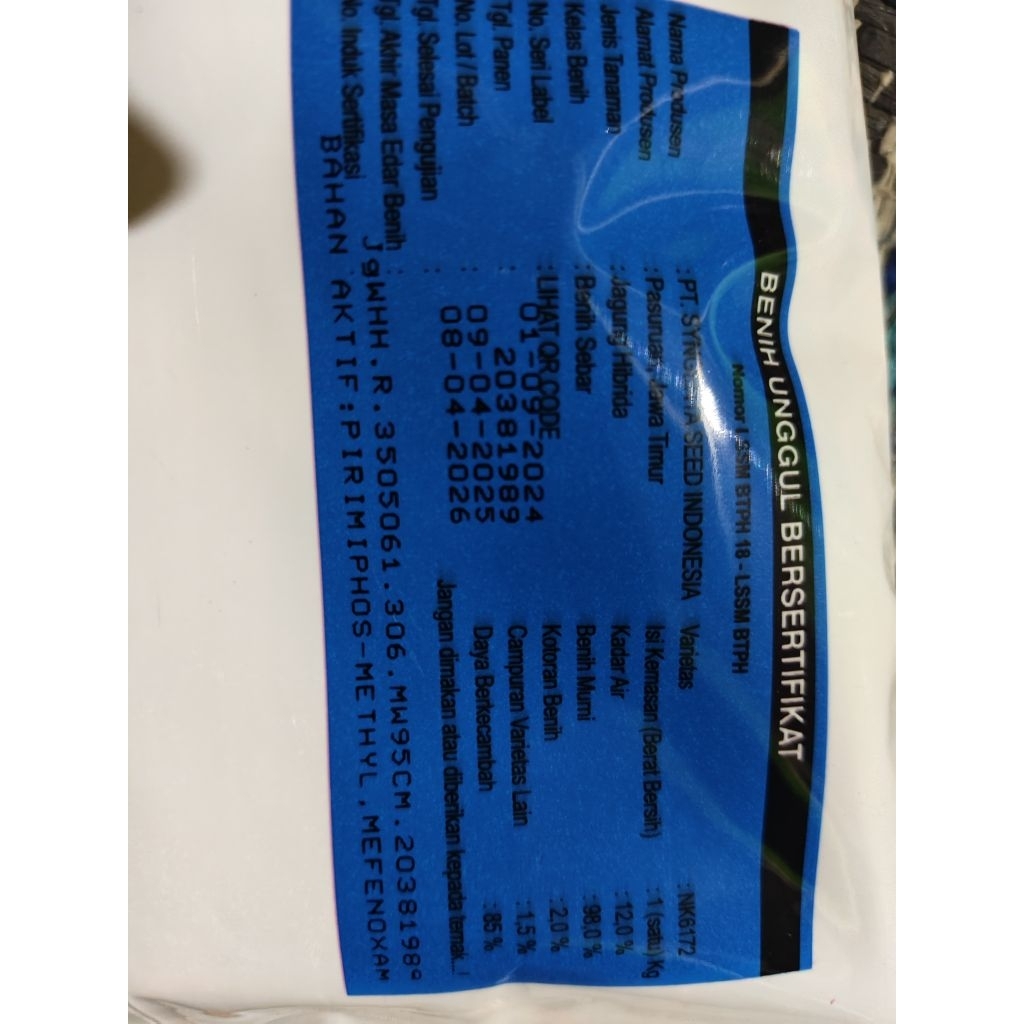 BENIH UNGGUL BERSERTIFIKAT
Nomor LSSM BTPH 18 - LSSM BTPH
Nama Produsen : PT. SYNGENTA SEED INDONESIA
Alamat Produsen : Pasuruan, Jawa Timur
Jenis Tanaman : Jagung Hibrida
Kelas Benih : Benih Sebar
No. Seri Label : LIHAT QR CODE
Tgl. Panen : 01-09-2024
No. Lot / Batch : 20381989
Tgl. Selesai Pengujian : 09-04-2025
Tgl. Akhir Masa Edar Benih : 08-04-2026
No. Induk Sertifikasi JgWHH.R.3505061.306.MW95CM.20381989
BAHAN AKTIF:PIRIMIPHOS-METHYL,MEFENOXAM
Varietas : NK6172
Isi Kemasan (Berat Bersih) : 1 (satu) Kg
Kadar Air : 12,0 %
Benih Murni : 98,0 %
Kotoran Benih : 2,0 %
Campuran Varietas Lain : 1,5 %
Daya Berkecambah : 85 %
Jangan dimakan atau diberikan kepada ternak...!